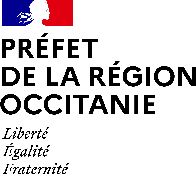 PRÉFET
DE LA RÉGION
OCCITANIE
Liberté
Égalité
Fraternité